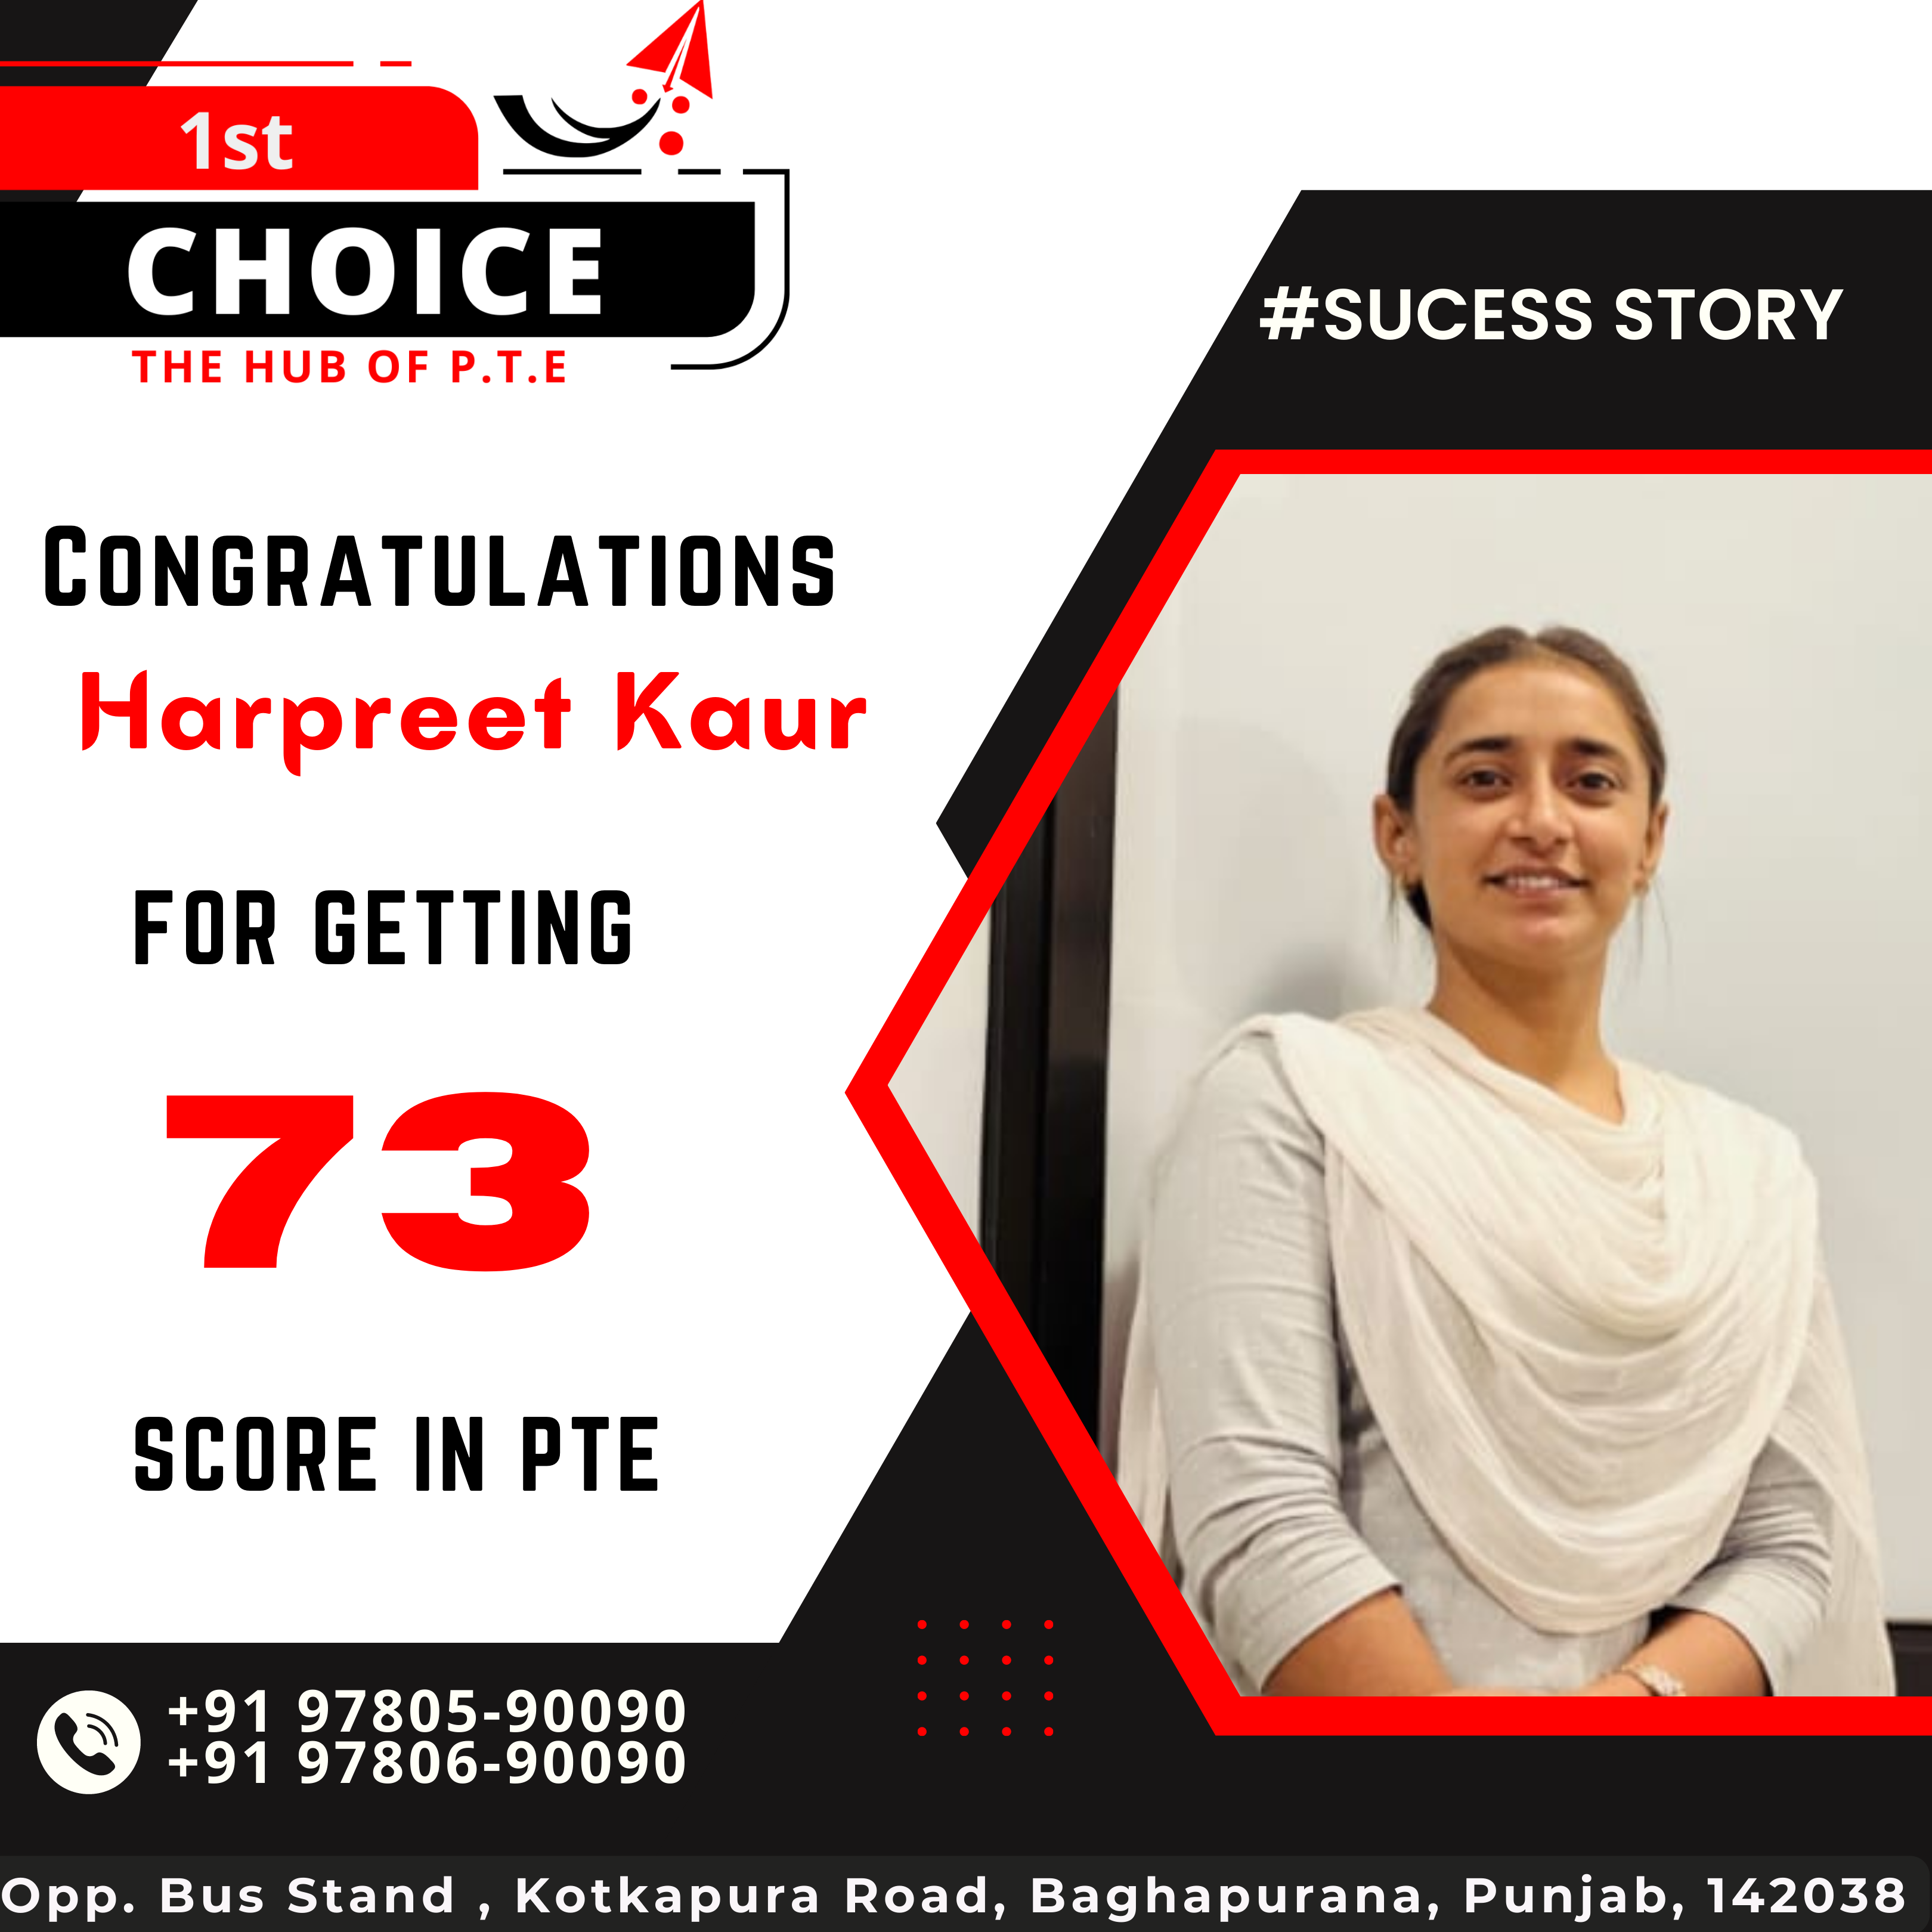 1st
CHOICE
THE HUB OF P.T.E
#SUCESS STORY
CONGRATULATIONS
Harpreet Kaur
FOR GETTING
73
SCORE IN PTE
+91 97805-90090
+91 97806-90090
Opp. Bus Stand , Kotkapura Road, Baghapurana, Punjab, 142038